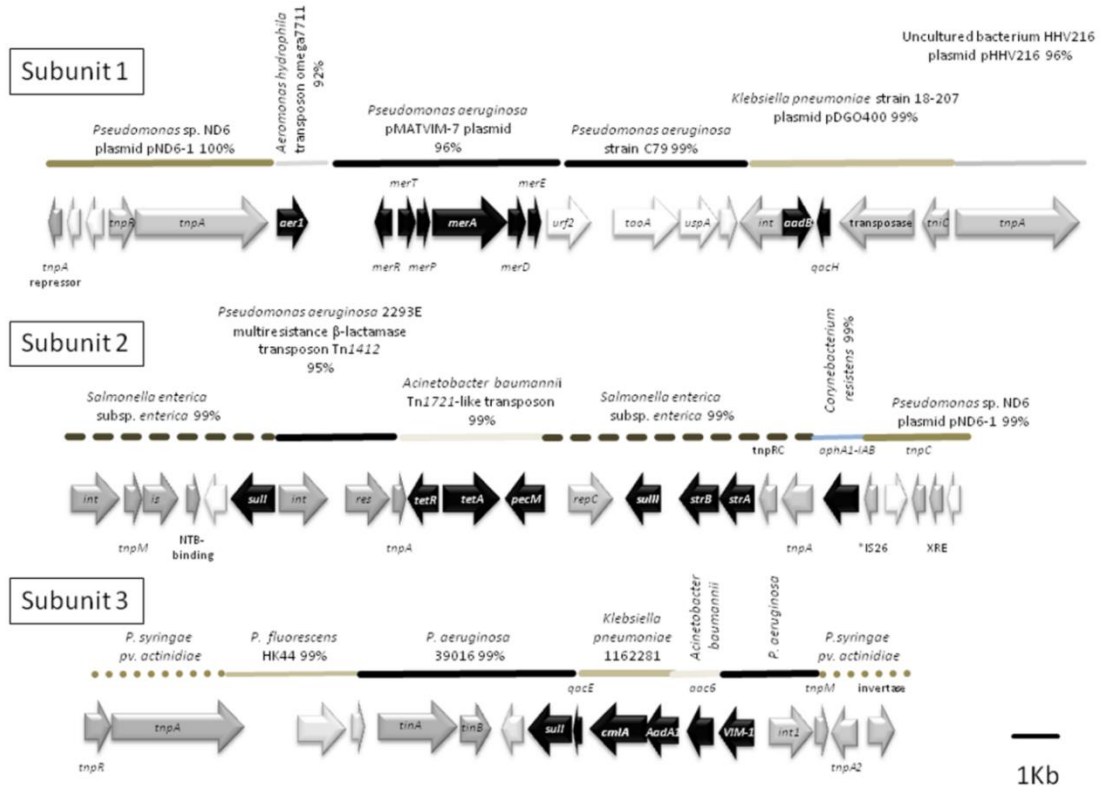 Subunit 1
Pseudomonas sp. ND6
plasmid pND6-1 100%
Aeromonas hydrophila
transposon omega7711
92%
Pseudomonas aeruginosa
pMATVIM-7 plasmid
96%
Pseudomonas aeruginosa
strain C79 99%
Klebsiella pneumoniae strain 18-207
plasmid pDGO400 99%
Uncultured bacterium HHV216
plasmid pHHV216 96%
merT
merE
tnpR
tnpA
aer1
merA
urf2
taoA
uspA
int
aadB
transposase
tniC
tnpA
tnpA
repressor
merR
merP
merD
qacH
Subunit 2
Salmonella enterica
subsp. enterica 99%
Pseudomonas aeruginosa 2293E
multiresistance β-lactamase
transposon Tn1412
95%
Acinetobacter baumannii
Tn1721-like transposon
99%
Salmonella enterica
subsp. enterica 99%
Corynebacterium
resistens 99%
Pseudomonas sp. ND6
plasmid pND6-1 99%
tnpRC
aphA1-IAB
tnpC
int
is
sulI
int
res
tetR
tetA
pecM
repC
sulII
strB
strA
tnpM
NTB-
binding
tnpA
tnpA
*IS26
XRE
Subunit 3
P. syringae
pv. actinidiae
P. fluorescens
HK44 99%
P. aeruginosa
39016 99%
Klebsiella
pneumoniae
1162281
Acinetobacter
baumannii
P. aeruginosa
P. syringae
pv. actinidiae
qacE
aac6
tnpM
invertase
tnpA
tinA
tinB
sulI
cmlA
AadA1
VIM-1
int1
tnpR
tnpA2
1Kb